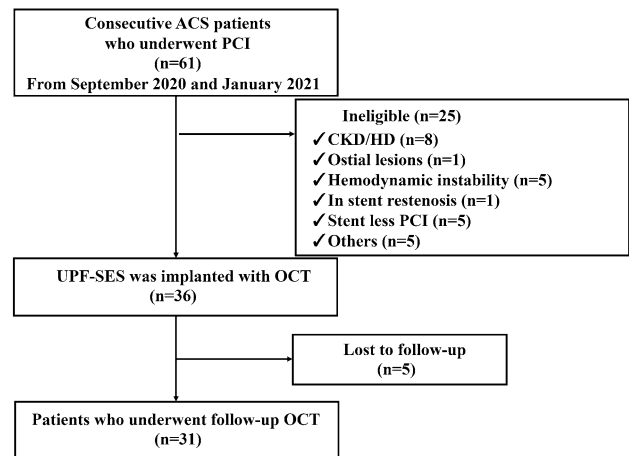 Consecutive ACS patients
who underwent PCI
(n=61)
From September 2020 and January 2021
Ineligible (n=25)
✓CKD/HD (n=8)
✓Ostial lesions (n=1)
✓Hemodynamic instability (n=5)
✓In stent restenosis (n=1)
✓Stent less PCI (n=5)
✓Others (n=5)
UPF-SES was implanted with OCT
(n=36)
Lost to follow-up
(n=5)
Patients who underwent follow-up OCT
(n=31)